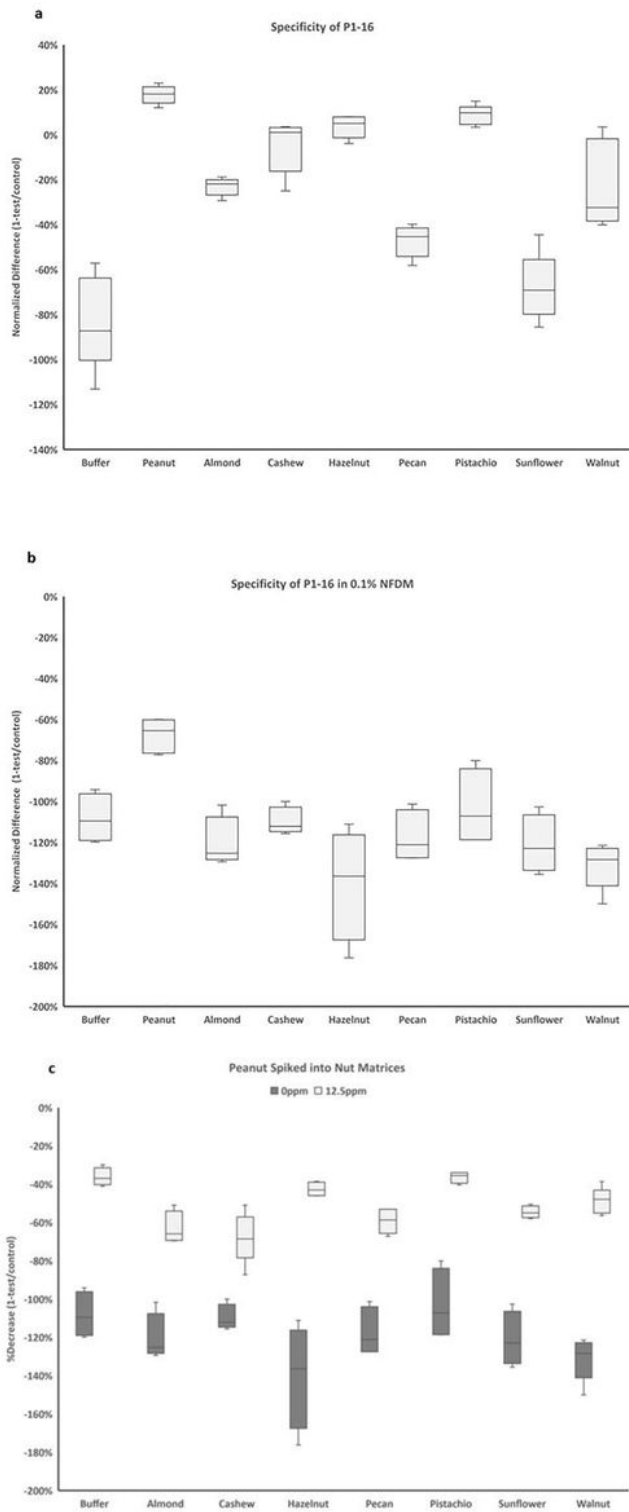 a
Specificity of P1-16
Normalized Difference (1-test/control)
40%
20%
0%
-20%
-40%
-60%
-80%
-100%
-120%
-140%
Buffer Peanut Almond Cashew Hazelnut Pecan Pistachio Sunflower Walnut
b
Specificity of P1-16 in 0.1% NFDM
Normalized Difference (1-test/control)
0%
-20%
-40%
-60%
-80%
-100%
-120%
-140%
-160%
-180%
-200%
Buffer Peanut Almond Cashew Hazelnut Pecan Pistachio Sunflower Walnut
c
Peanut Spiked into Nut Matrices
0ppm 12.5ppm
%Decrease (1-test/control)
0%
-20%
-40%
-60%
-80%
-100%
-120%
-140%
-160%
-180%
-200%
Buffer Almond Cashew Hazelnut Pecan Pistachio Sunflower Walnut